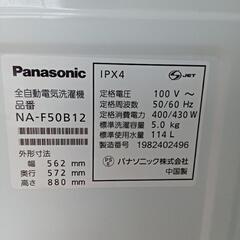 Panasonic
全自動電気洗濯機
品番
NA-F50B12
外形寸法
幅 562 mm
奥行 572 mm
高さ 880 mm
IPX4
JET
定格電圧 100 V ～
定格周波数 50/60 Hz
定格消費電力 400/430 W
標準洗濯容量 5.0 kg
標準使用水量 114 L
製造番号 1982402496
パナソニック株式会社
中国製